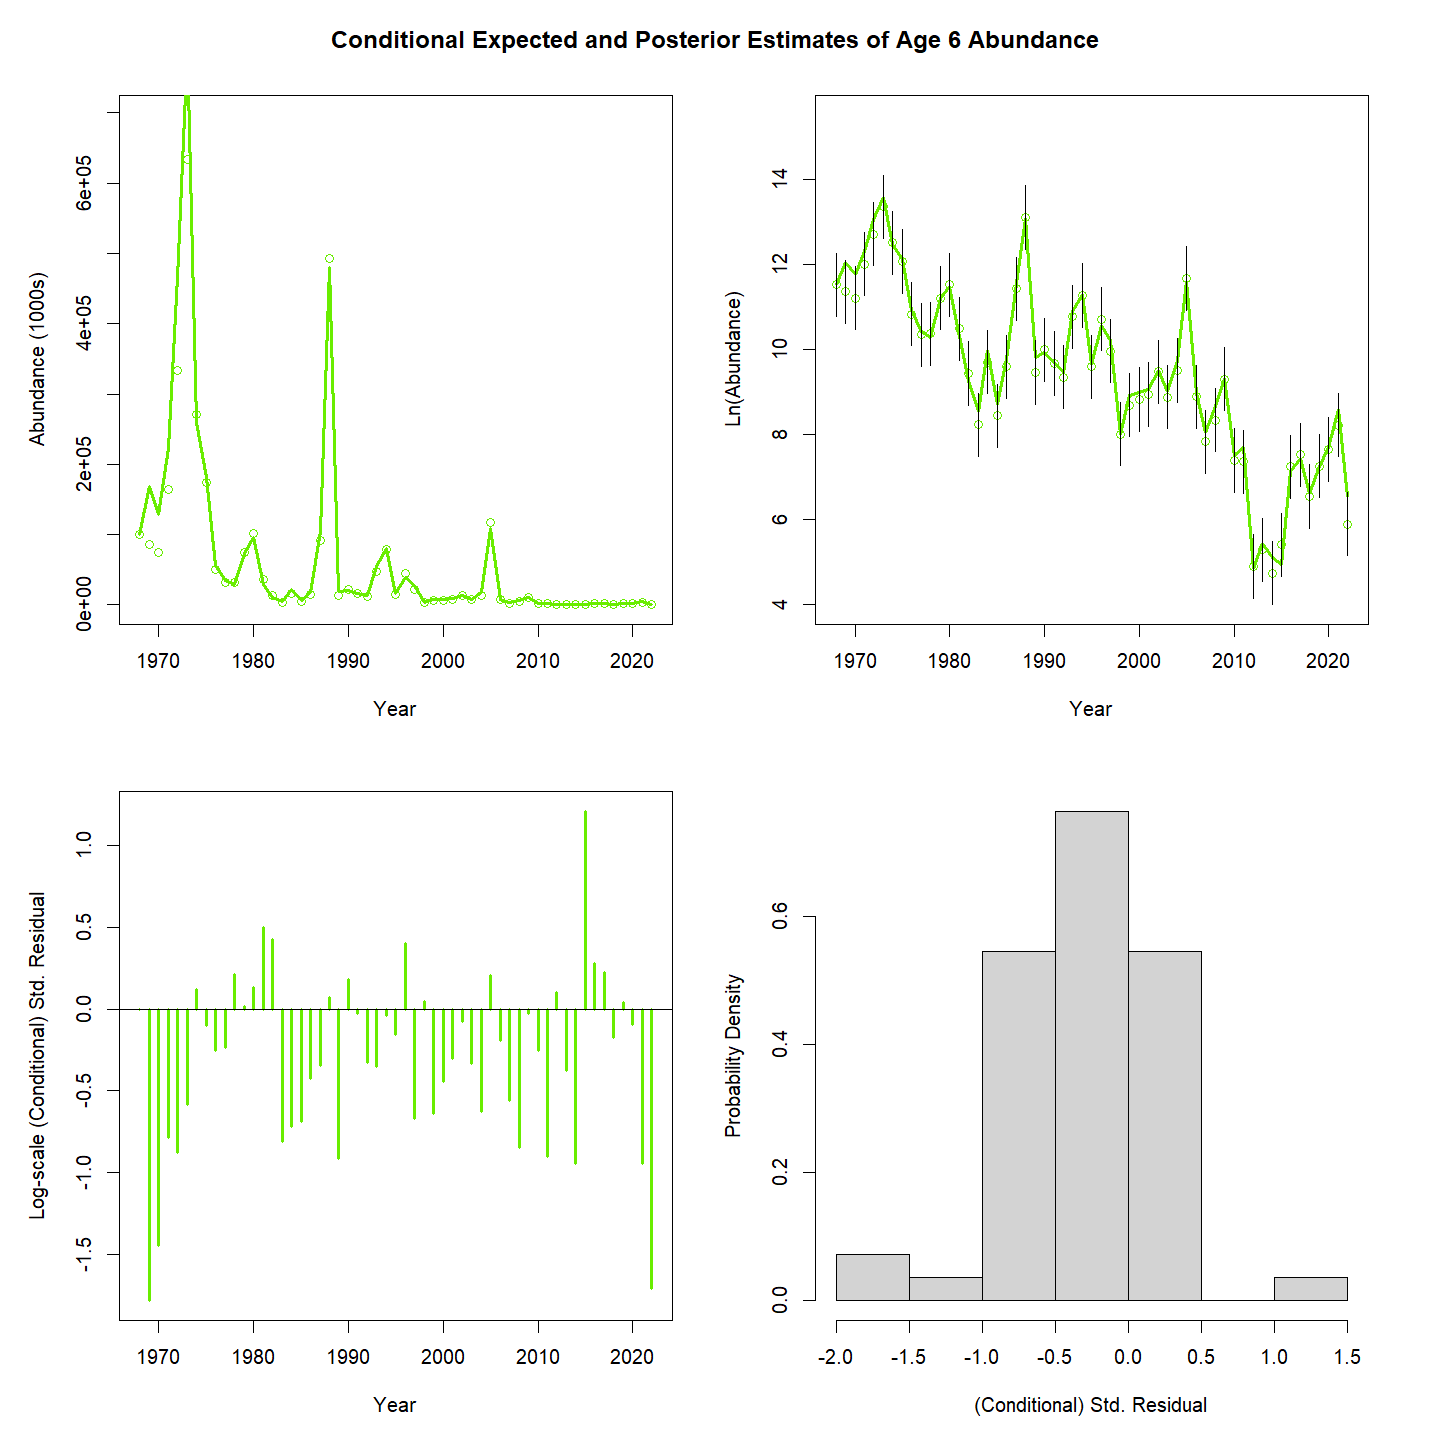 Conditional Expected and Posterior Estimates of Age 6 Abundance
Abundance (1000s)
6e+05
4e+05
2e+05
0e+00
1970 1980 1990 2000 2010 2020
Year
Ln(Abundance)
14
12
10
8
6
4
1970 1980 1990 2000 2010 2020
Year
Log-scale (Conditional) Std. Residual
1.0
0.5
0.0
-0.5
-1.0
-1.5
1970 1980 1990 2000 2010 2020
Year
Probability Density
0.6
0.4
0.2
0.0
-2.0 -1.5 -1.0 -0.5 0.0 0.5 1.0 1.5
(Conditional) Std. Residual